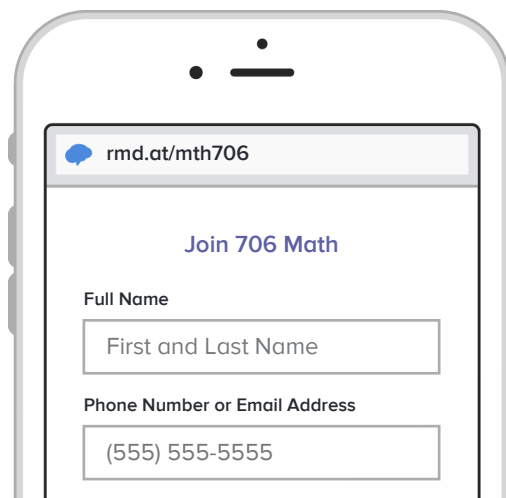 rmd.at/mth706
Join 706 Math
Full Name
First and Last Name
Phone Number or Email Address
(555) 555-5555